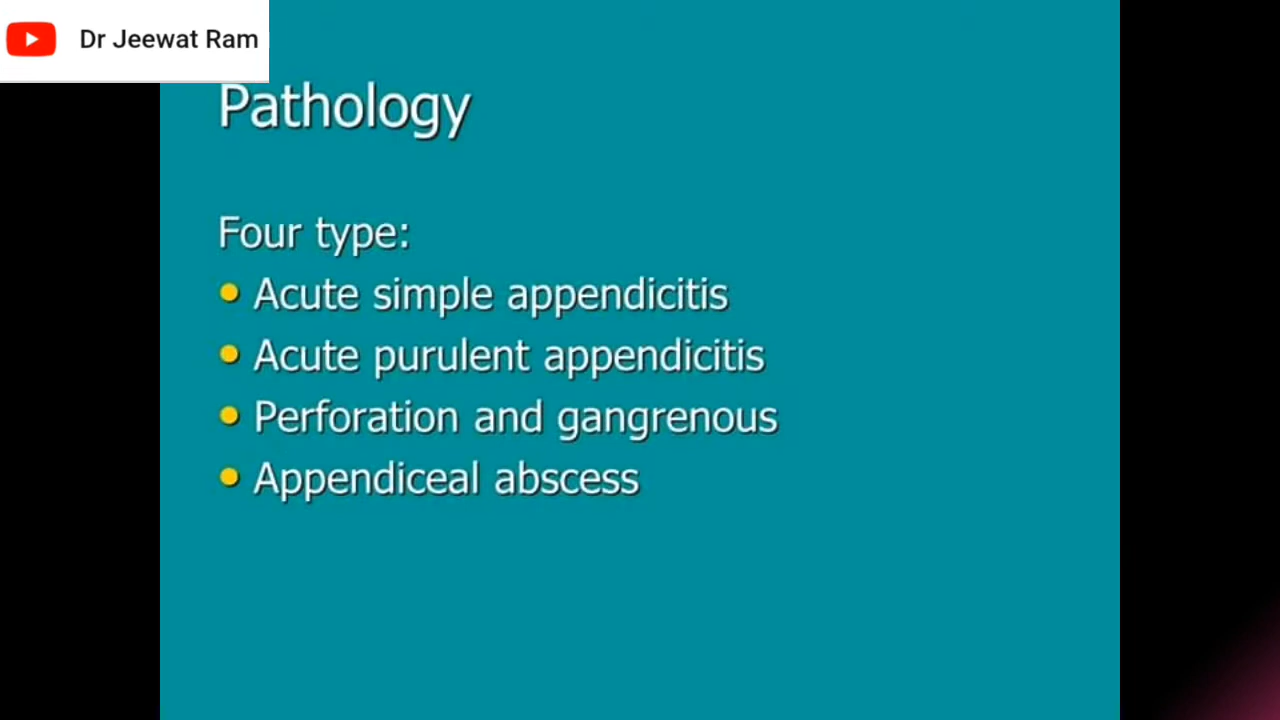 Dr Jeewat Ram
Pathology
Four type:
Acute simple appendicitis
Acute purulent appendicitis
Perforation and gangrenous
Appendiceal abscess